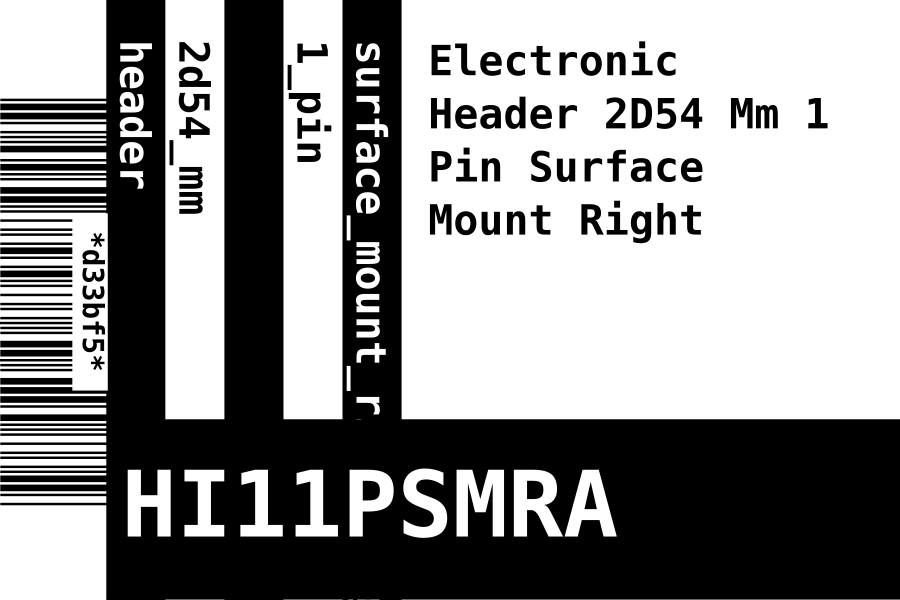 *d33bf5*
header
2d54_mm
1_pin
surface_mount_r
Electronic
Header 2D54 Mm 1
Pin Surface
Mount Right
HI11PSMRA